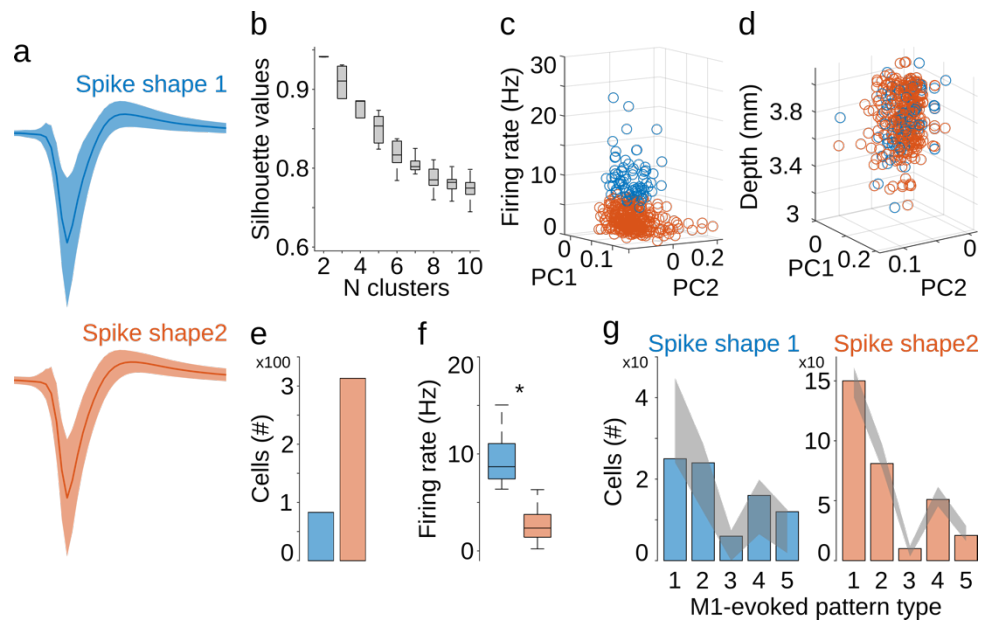 a
Spike shape 1
Spike shape2
b
Silhouette values
0.9
0.8
0.6
2 4 6 8 10
N clusters
c
Firing rate (Hz)
30
20
10
0
0 0.1
PC1
0 0.2
PC2
d
Depth (mm)
3.8
3.4
3
0 0.2
PC1
0.1 0
PC2
e
x100
Cells (#)
3
2
1
0
f
Firing rate (Hz)
20
10
0
*
g
Spike shape 1
x10
Cells (#)
4
2
0
1 2 3 4 5
Spike shape2
x10
15
10
5
0
1 2 3 4 5
M1-evoked pattern type